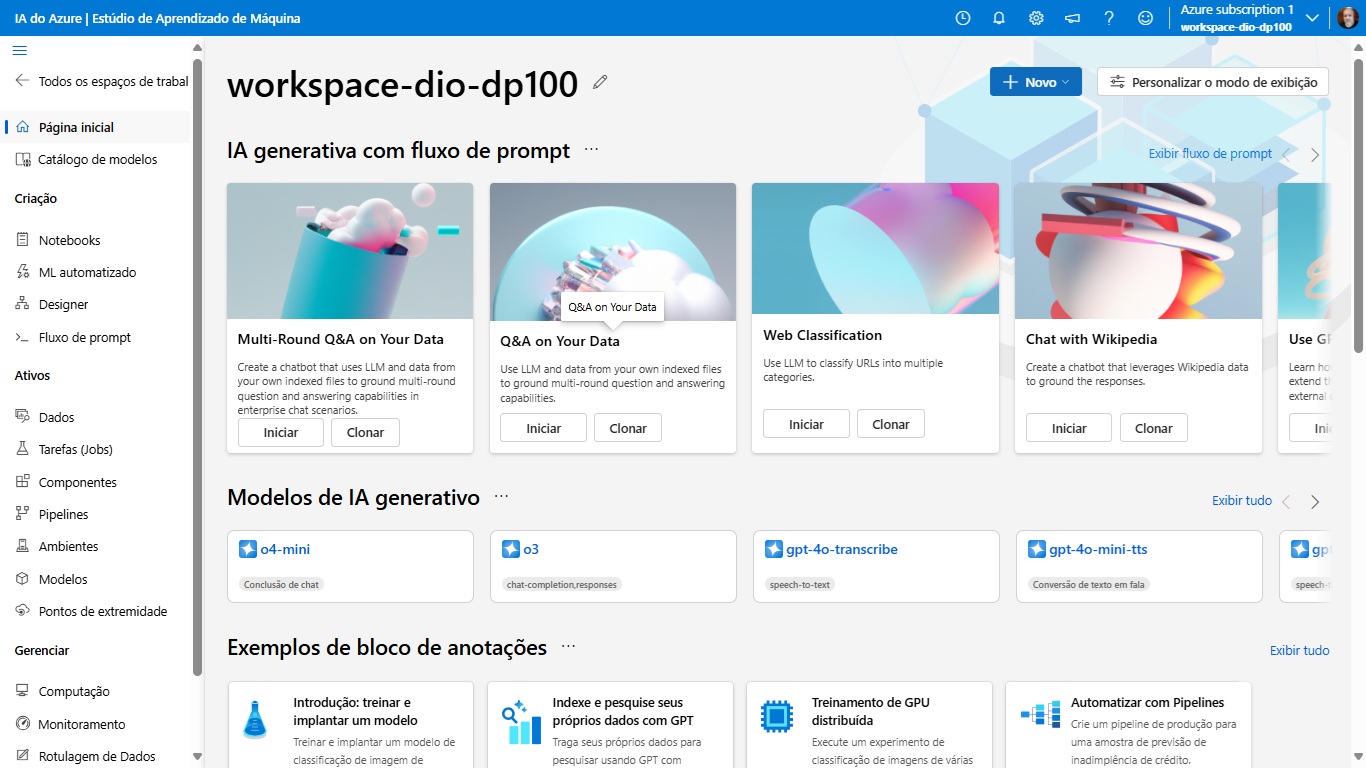 IA do Azure | Estúdio de Aprendizado de Máquina
Azure subscription 1
workspace-dio-dp100
Todos os espaços de trabal
Página inicial
Catálogo de modelos
Criação
Notebooks
ML automatizado
Designer
Fluxo de prompt
Ativos
Dados
Tarefas (Jobs)
Componentes
Pipelines
Ambientes
Modelos
Pontos de extremidade
Gerenciar
Computação
Monitoramento
Rotulagem de Dados
workspace-dio-dp100
Novo
Personalizar o modo de exibição
IA generativa com fluxo de prompt ...
Exibir fluxo de prompt
Multi-Round Q&A on Your Data
Create a chatbot that uses LLM and data from
your own indexed files to ground multi-round
question and answering capabilities in
enterprise chat scenarios.
Iniciar
Clonar
Q&A on Your Data
Q&A on Your Data
Use LLM and data from your own indexed files
to ground multi-round question and answering
capabilities.
Iniciar
Clonar
Web Classification
Use LLM to classify URLs into multiple
categories.
Iniciar
Clonar
Chat with Wikipedia
Create a chatbot that leverages Wikipedia data
to ground the responses.
Iniciar
Clonar
Use GP
Learn ho
extend th
external
Inic
Modelos de IA generativo ...
Exibir tudo
o4-mini
Conclusão de chat
o3
chat-completion,responses
gpt-4o-transcribe
speech-to-text
gpt-4o-mini-tts
Conversão de texto em fala
gpt
speech-t
Exemplos de bloco de anotações ...
Exibir tudo
Introdução: treinar e
implantar um modelo
Treinar e implantar um modelo de
classificação de imagem de
Indexe e pesquise seus
próprios dados com GPT
Traga seus próprios dados para
pesquisar usando GPT com
Treinamento de GPU
distribuída
Execute um experimento de
classificação de imagens de várias
Automatizar com Pipelines
Crie um pipeline de produção para
uma amostra de previsão de
inadimplência de crédito.